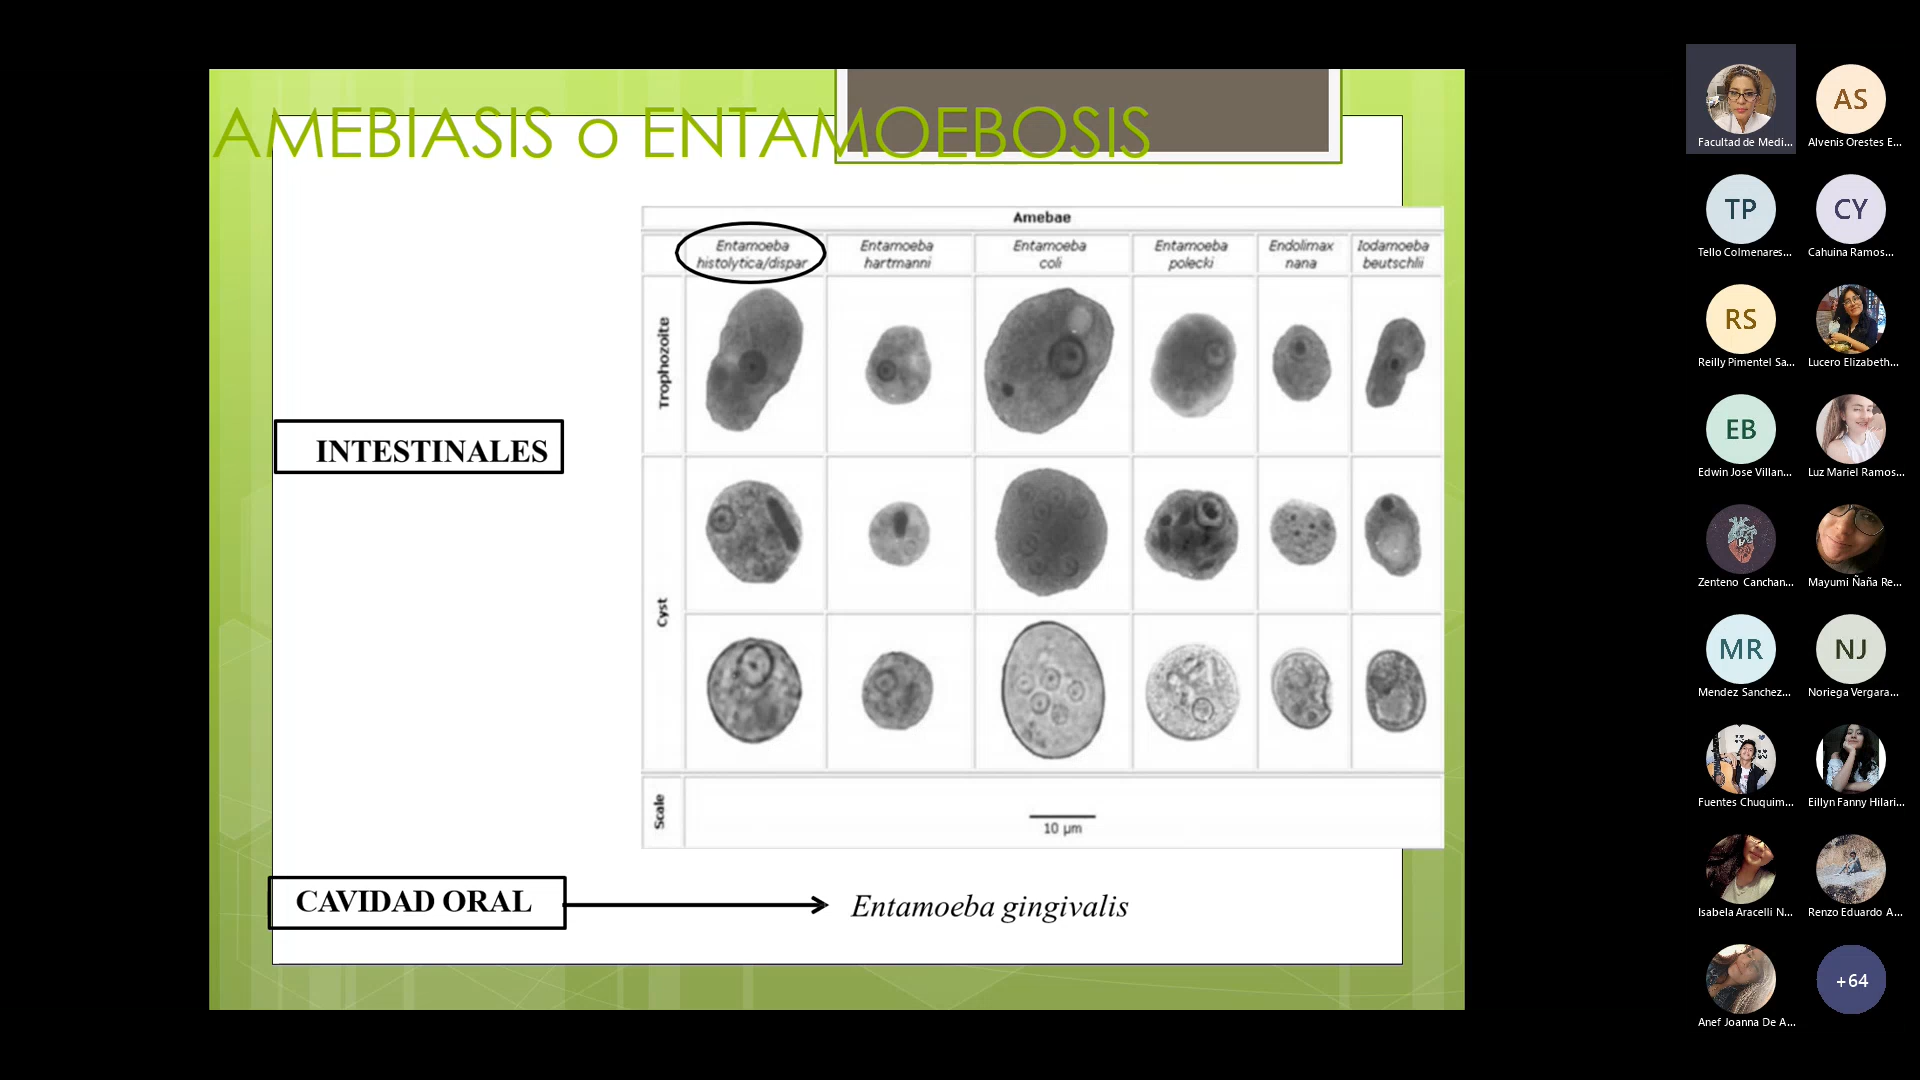 AMEBIASIS o ENTAMOEBOSIS
Amebae
Entamoeba
histolytica/dispar
Entamoeba
hartmanni
Entamoeba
coli
Entamoeba
polecki
Endolimax
nana
Iodamoeba
beutschlii
Trophozoite
INTESTINALES
Cyst
Scale
10 µm
CAVIDAD ORAL
Entamoeba gingivalis
Facultad de Medi...
AS
Alvenis Orestes E...
TP
Tello Colmenares...
CY
Cahuina Ramos...
RS
Reilly Pimentel Sa...
Lucero Elizabeth...
EB
Edwin Jose Villan...
Luz Mariel Ramos...
Zenteno Canchan...
Mayumi Ñaña Re...
MR
Mendez Sanchez...
NJ
Noriega Vergara...
Fuentes Chuquim...
Eillyn Fanny Hilari...
Isabela Aracelli N...
Renzo Eduardo A...
Anef Joanna De A...
+64